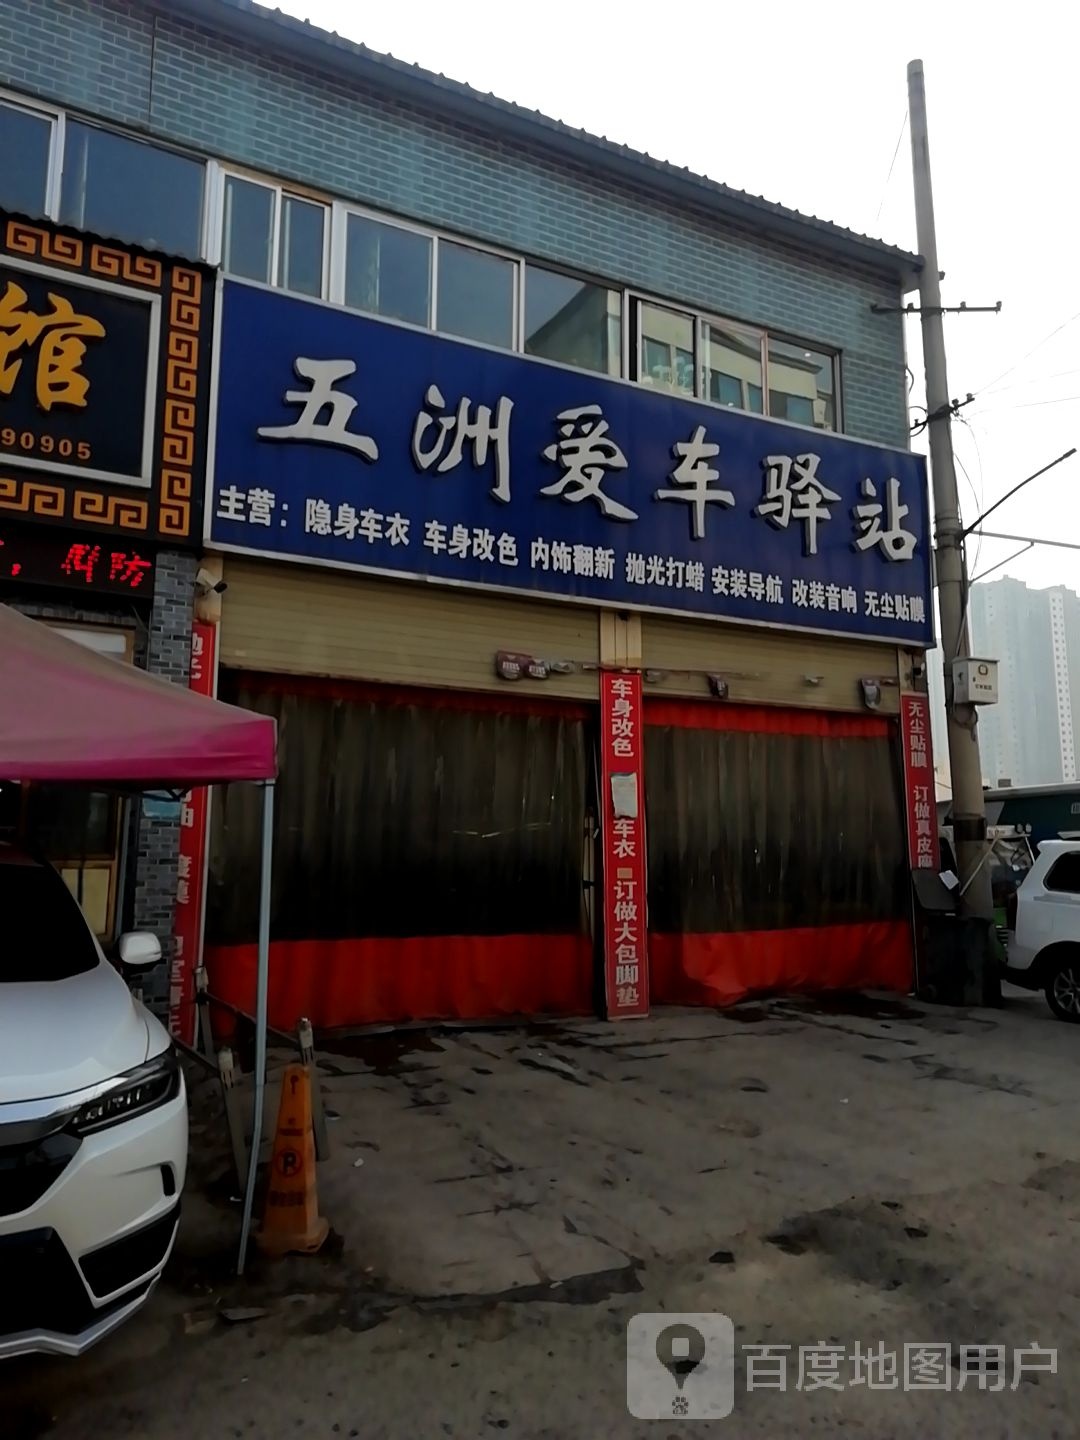 馆
90905
五洲爱车驿站
主营：隐身车衣 车身改色 内饰翻新 抛光打蜡 安装导航 改装音响 无尘贴膜
，
防
车身改色
车衣
订做大包脚垫
无尘贴膜
订做真皮座
P
百度地图用户